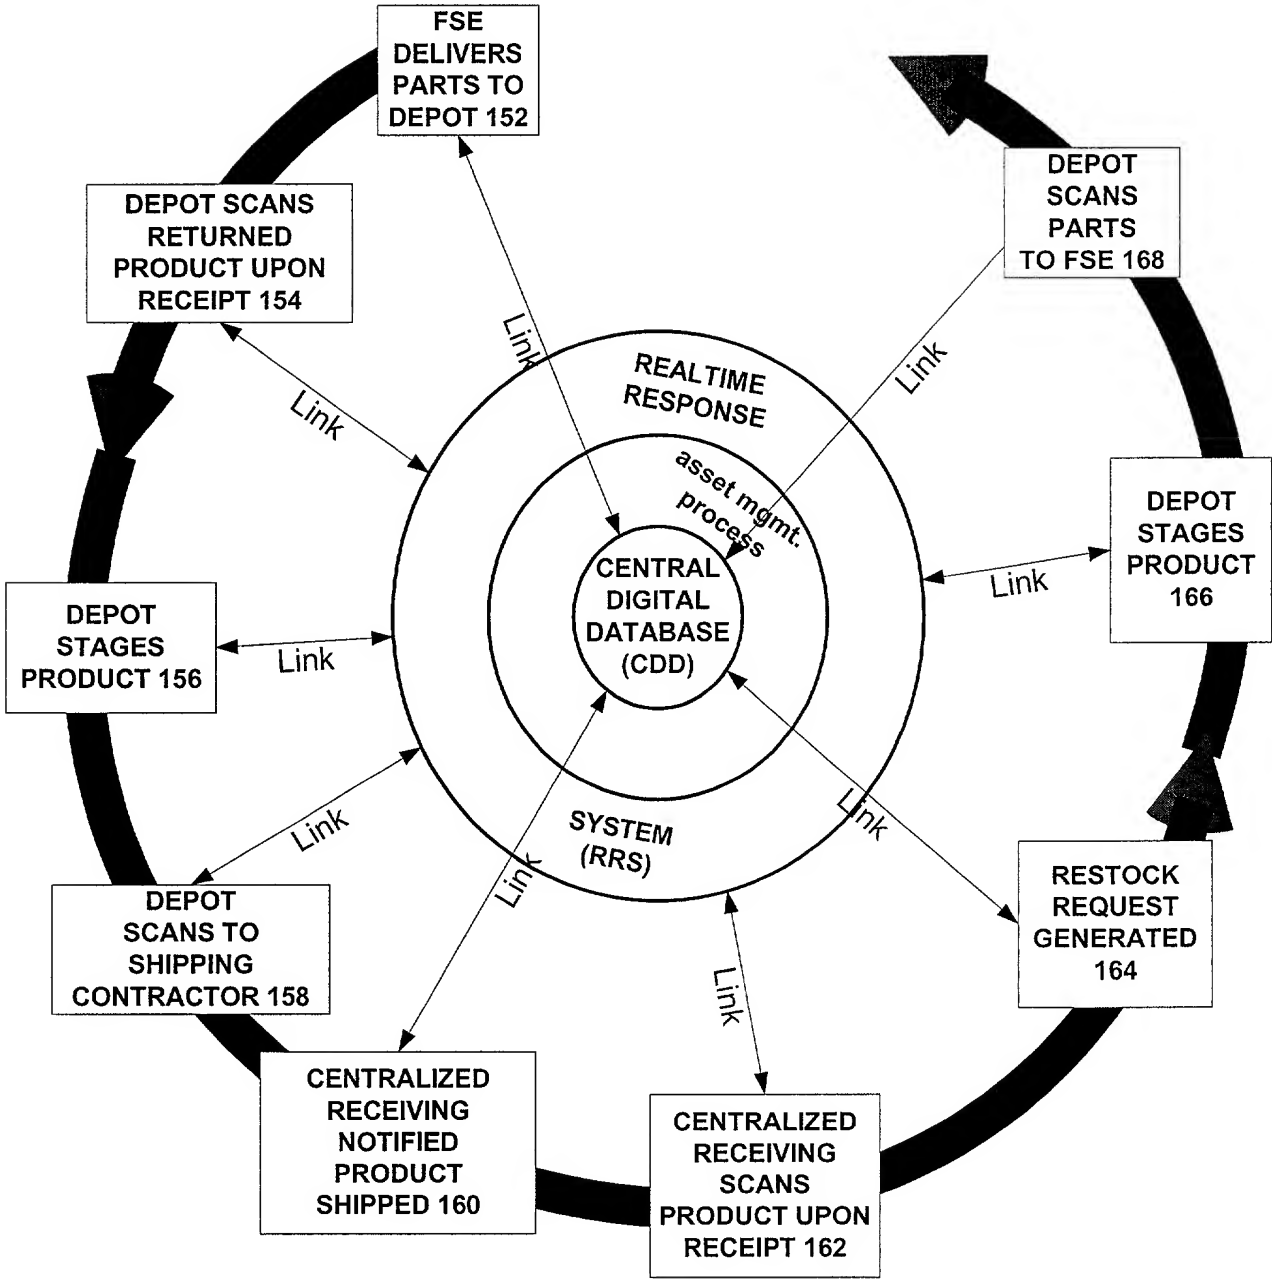 FSE
DELIVERS
PARTS TO
DEPOT 152
DEPOT SCANS
RETURNED
PRODUCT UPON
RECEIPT 154
DEPOT
SCANS
PARTS
TO FSE 168
Link
Link
Link
REALTIME
RESPONSE
asset mgmt.
process
CENTRAL
DIGITAL
DATABASE
(CDD)
DEPOT
STAGES
PRODUCT
166
Link
DEPOT
STAGES
PRODUCT 156
Link
Link
Link
SYSTEM
(RRS)
Link
Link
DEPOT
SCANS TO
SHIPPING
CONTRACTOR 158
RESTOCK
REQUEST
GENERATED
164
CENTRALIZED
RECEIVING
NOTIFIED
PRODUCT
SHIPPED 160
CENTRALIZED
RECEIVING
SCANS
PRODUCT UPON
RECEIPT 162